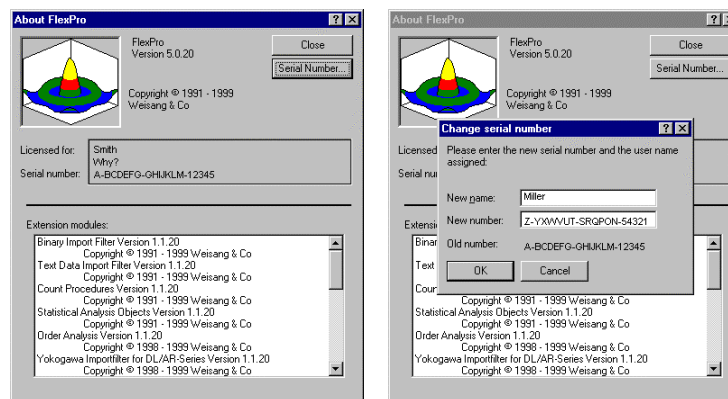 About FlexPro
FlexPro
Version 5.0.20
Close
Serial Number...
Copyright © 1991 - 1999
Weisang & Co
Licensed for:
Smith
Why?
Serial number:
A-BCDEFG-GHIJKLM-12345
Extension modules:
Binary Import Filter Version 1.1.20
Copyright © 1991 - 1999 Weisang & Co
Text Data Import Filter Version 1.1.20
Copyright © 1991 - 1999 Weisang & Co
Count Procedures Version 1.1.20
Copyright © 1991 - 1999 Weisang & Co
Statistical Analysis Objects Version 1.1.20
Copyright © 1991 - 1999 Weisang & Co
Order Analysis Version 1.1.20
Copyright © 1998 - 1999 Weisang & Co
Yokogawa Importfilter for DL/AR-Series Version 1.1.20
Copyright © 1998 - 1999 Weisang & Co
About FlexPro
FlexPro
Version 5.0.20
Close
Serial Number...
Copyright © 1991 - 1999
Weisang & Co
Licensed
Serial nu
Change serial number
Please enter the new serial number and the user name
assigned:
New name:
Miller
New number:
Z-YXWVUT-SRQPON-54321
Old number:
A-BCDEFG-GHIJKLM-12345
OK
Cancel
Extensi
Binar
Text
Cour
Copyright © 1991 - 1999 Weisang & Co
Statistical Analysis Objects Version 1.1.20
Copyright © 1991 - 1999 Weisang & Co
Order Analysis Version 1.1.20
Copyright © 1998 - 1999 Weisang & Co
Yokogawa Importfilter for DL/AR-Series Version 1.1.20
Copyright © 1998 - 1999 Weisang & Co